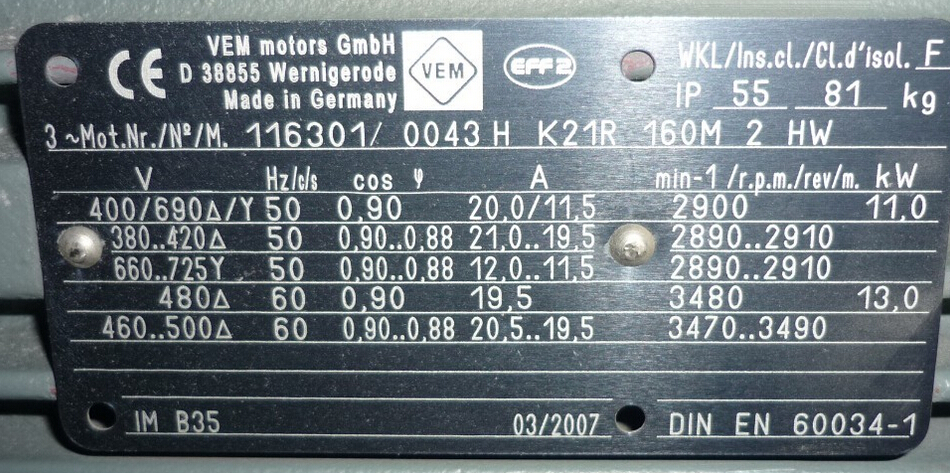 VEM motors GmbH
D 38855 Wernigerode
Made in Germany
CE
VEM
EFF2
WKL/Ins.cl./Cl.d'isol. F
IP 55 81 kg
3~Mot.Nr./Nº/M. 116301/ 0043 H K21R 160M 2 HW
V Hz/c/s cos φ A min-1/r.p.m./rev/m. kW
400/690Δ/Y 50 0,90 20,0/11,5 2900 11,0
380..420Δ 50 0,90..0,88 21,0..19,5 2890..2910
660..725Y 50 0,90..0,88 12,0..11,5 2890..2910
480Δ 60 0,90 19,5 3480 13,0
460..500Δ 60 0,90..0,88 20,5..19,5 3470..3490
IM B35 03/2007 DIN EN 60034-1